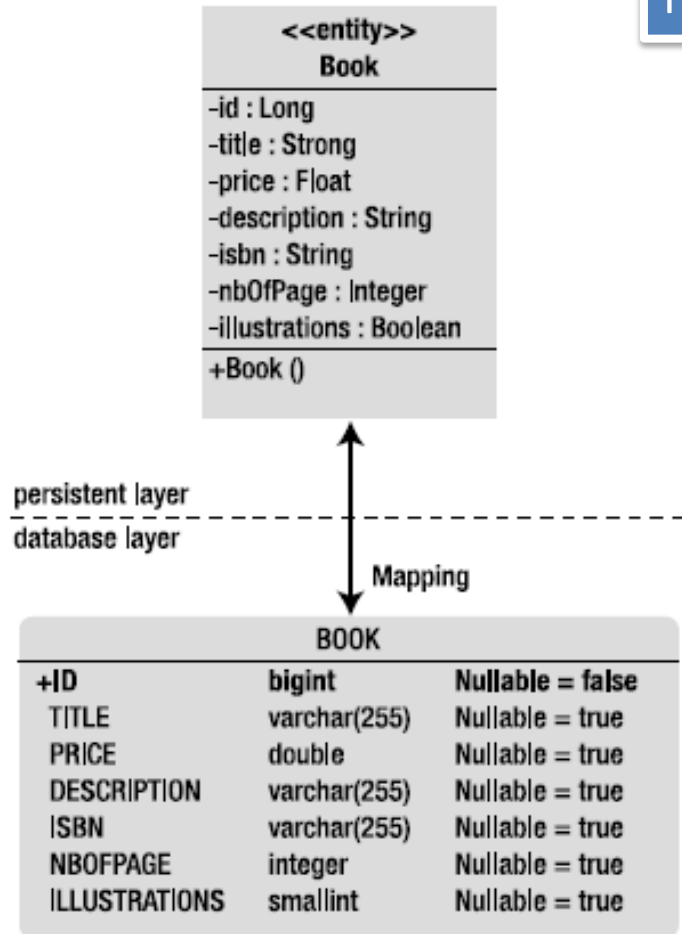 <<entity>>
Book
-id : Long
-title : Strong
-price : Float
-description : String
-isbn : String
-nbOfPage : Integer
-illustrations : Boolean
+Book ()
persistent layer
database layer
Mapping
BOOK
+ID bigint Nullable = false
TITLE varchar(255) Nullable = true
PRICE double Nullable = true
DESCRIPTION varchar(255) Nullable = true
ISBN varchar(255) Nullable = true
NBOFPAGE integer Nullable = true
ILLUSTRATIONS smallint Nullable = true